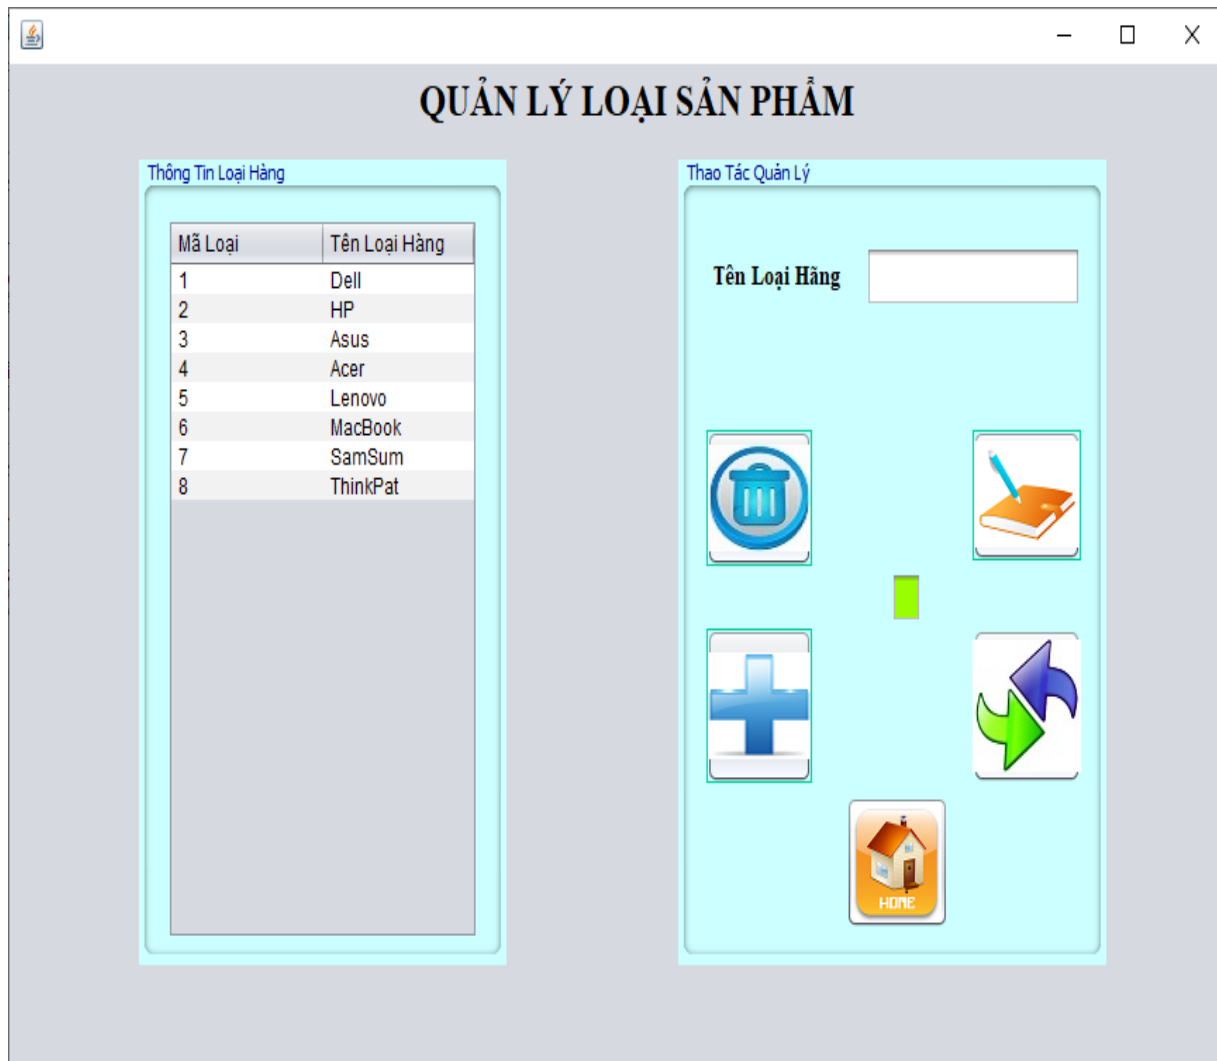 QUẢN LÝ LOẠI SẢN PHẨM
Thông Tin Loại Hàng
Mã Loại Tên Loại Hàng
1 Dell
2 HP
3 Asus
4 Acer
5 Lenovo
6 MacBook
7 SamSum
8 ThinkPat
Thao Tác Quản Lý
Tên Loại Hãng
HOME